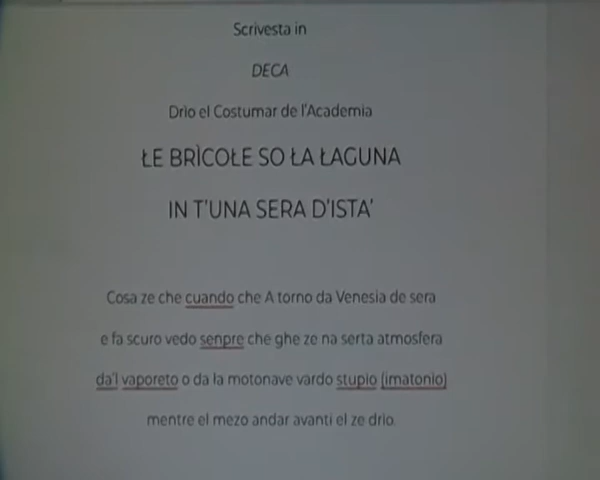 Scrivesta in
DECA
Drìo el Costumar de l'Academia
ŁE BRÌCOŁE SO ŁA ŁAGUNA
IN T'UNA SERA D'ISTA'
Cosa ze che cuando che A torno da Venesia de sera
e fa scuro vedo senpre che ghe ze na serta atmosfera
da'l vaporeto o da la motonave vardo stupio (imatonio)
mentre el mezo andar avanti el ze drio.